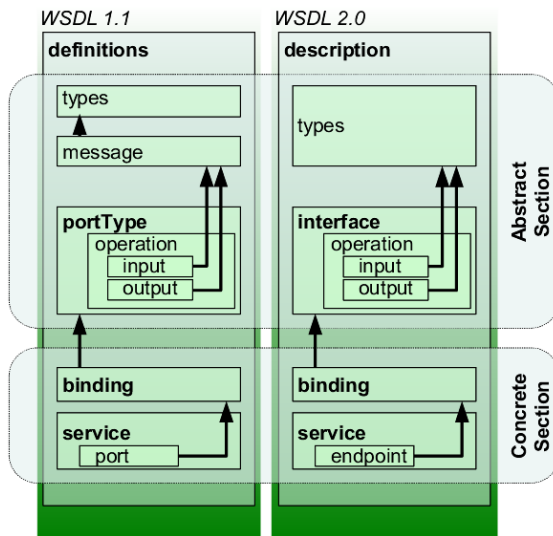 WSDL 1.1
definitions
types
message
portType
operation
input
output
binding
service
port
WSDL 2.0
description
types
interface
operation
input
output
binding
service
endpoint
Abstract
Section
Concrete
Section